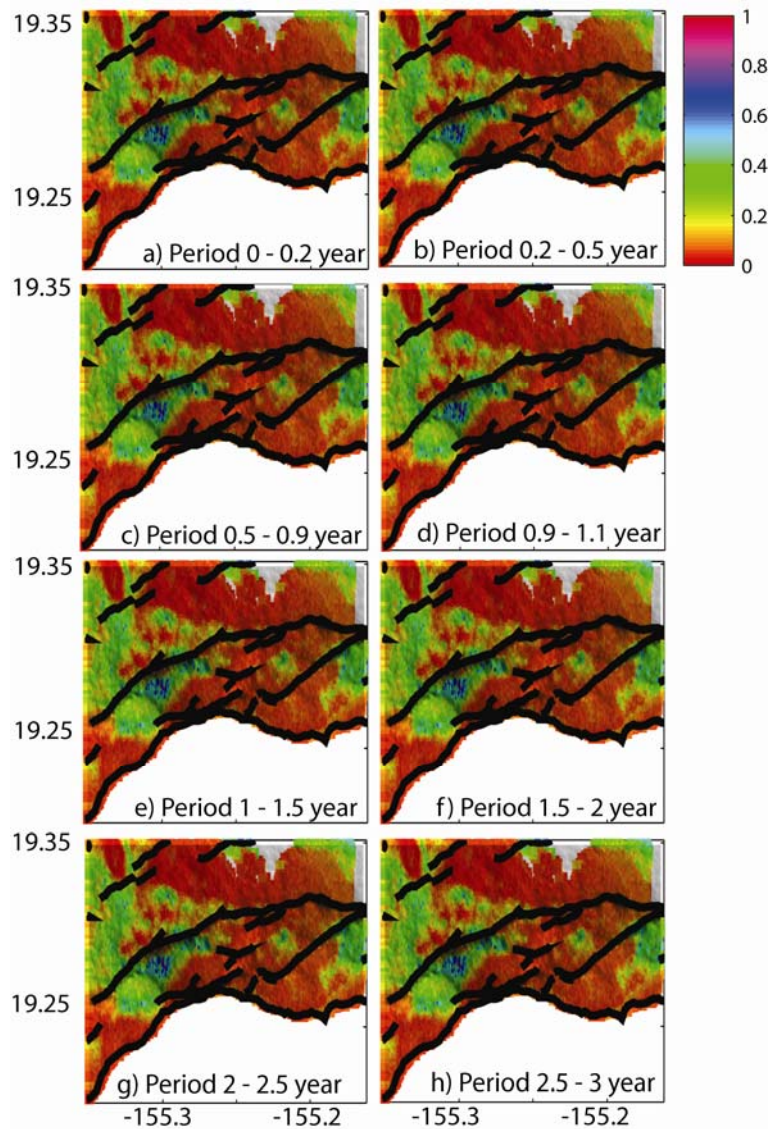 19.35
19.25
a) Period 0 - 0.2 year
b) Period 0.2 - 0.5 year
1
0.8
0.6
0.4
0.2
0
19.35
19.25
c) Period 0.5 - 0.9 year
d) Period 0.9 - 1.1 year
19.35
19.25
e) Period 1 - 1.5 year
f) Period 1.5 - 2 year
19.35
19.25
g) Period 2 - 2.5 year
h) Period 2.5 - 3 year
-155.3
-155.2
-155.3
-155.2